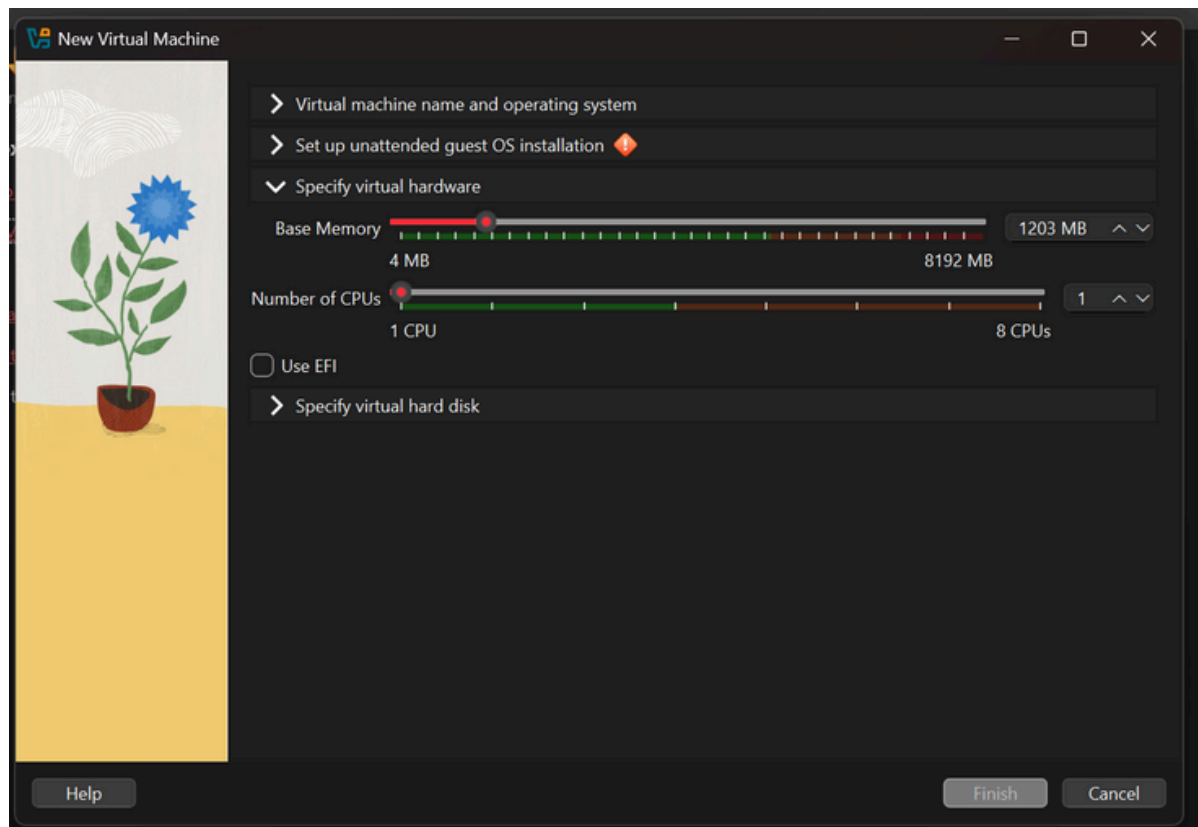 New Virtual Machine
Virtual machine name and operating system
Set up unattended guest OS installation
Specify virtual hardware
Base Memory 1203 MB
4 MB 8192 MB
Number of CPUs 1
1 CPU 8 CPUs
Use EFI
Specify virtual hard disk
Help Finish Cancel